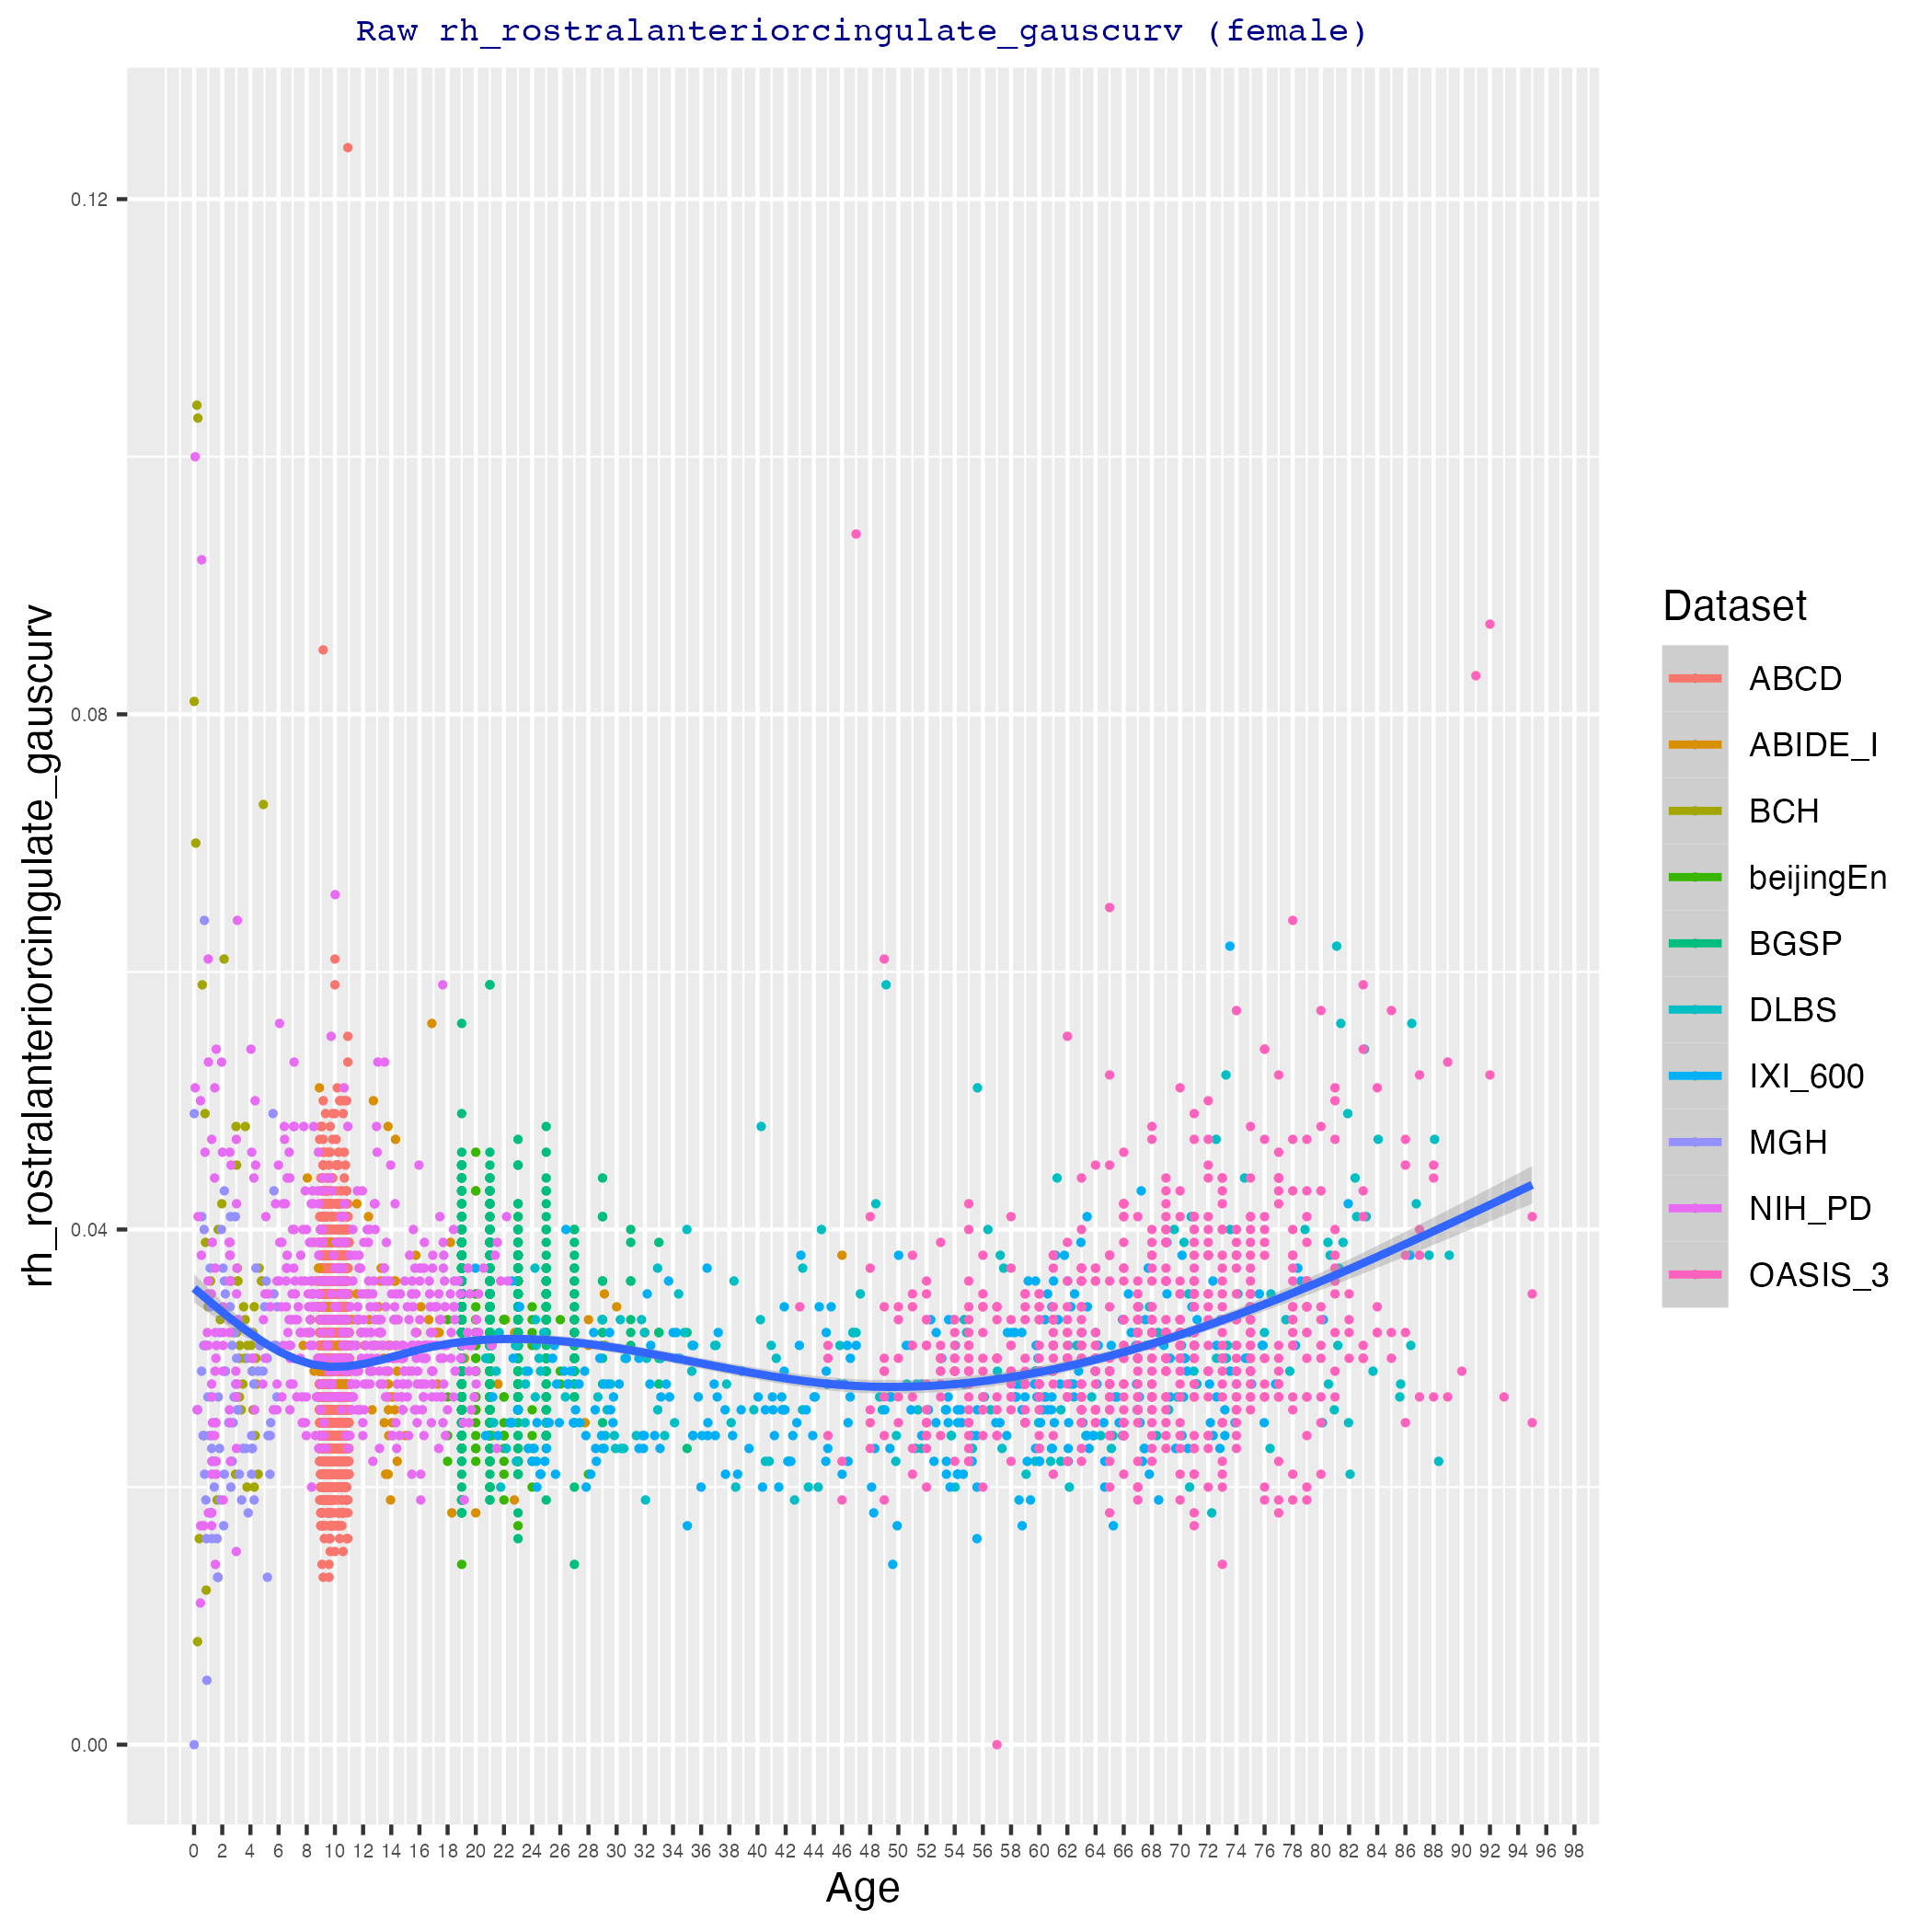 Raw rh_rostralanteriorcingulate_gauscurv (female)
rh_rostralanteriorcingulate_gauscurv
0.12
0.08
0.04
0.00
0 2 4 6 8 10 12 14 16 18 20 22 24 26 28 30 32 34 36 38 40 42 44 46 48 50 52 54 56 58 60 62 64 66 68 70 72 74 76 78 80 82 84 86 88 90 92 94 96 98
Age
Dataset
ABCD
ABIDE_I
BCH
beijingEn
BGSP
DLBS
IXI_600
MGH
NIH_PD
OASIS_3